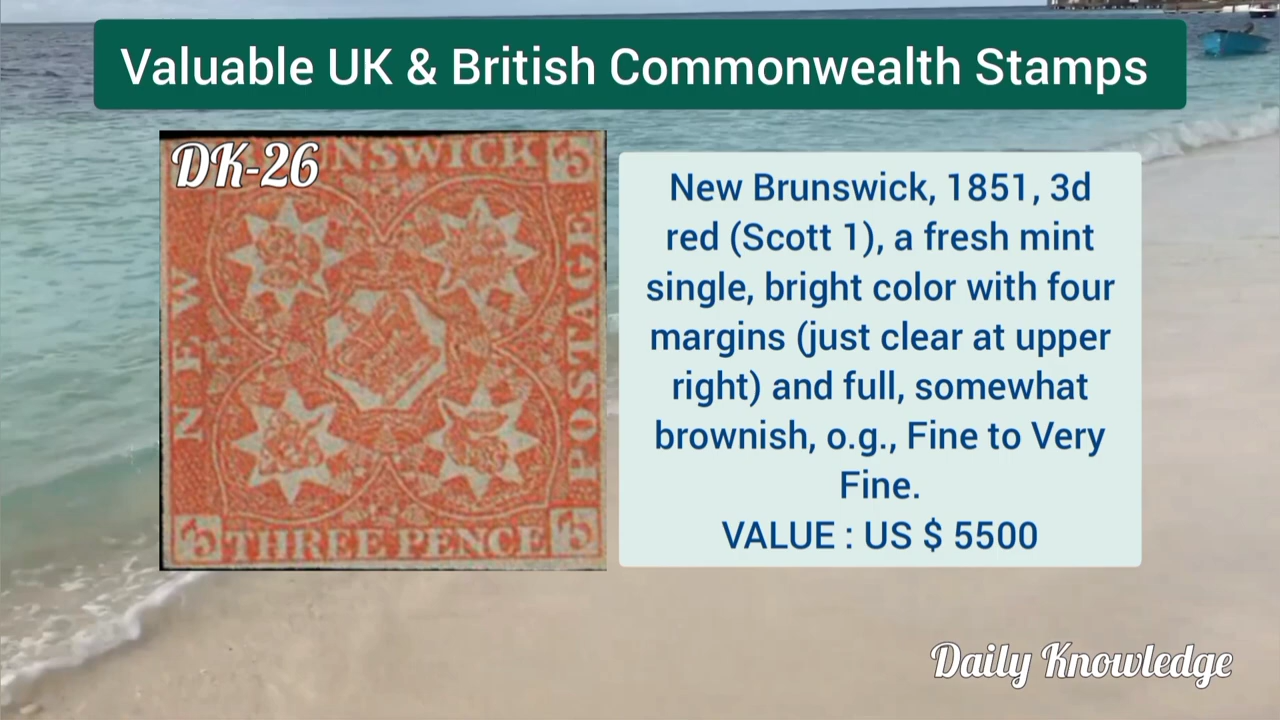 Valuable UK & British Commonwealth Stamps
DK-26
NSWICK
3
NEW
POSTAGE
3
THREE PENCE
3
New Brunswick, 1851, 3d
red (Scott 1), a fresh mint
single, bright color with four
margins (just clear at upper
right) and full, somewhat
brownish, o.g., Fine to Very
Fine.
VALUE : US $ 5500
Daily Knowledge